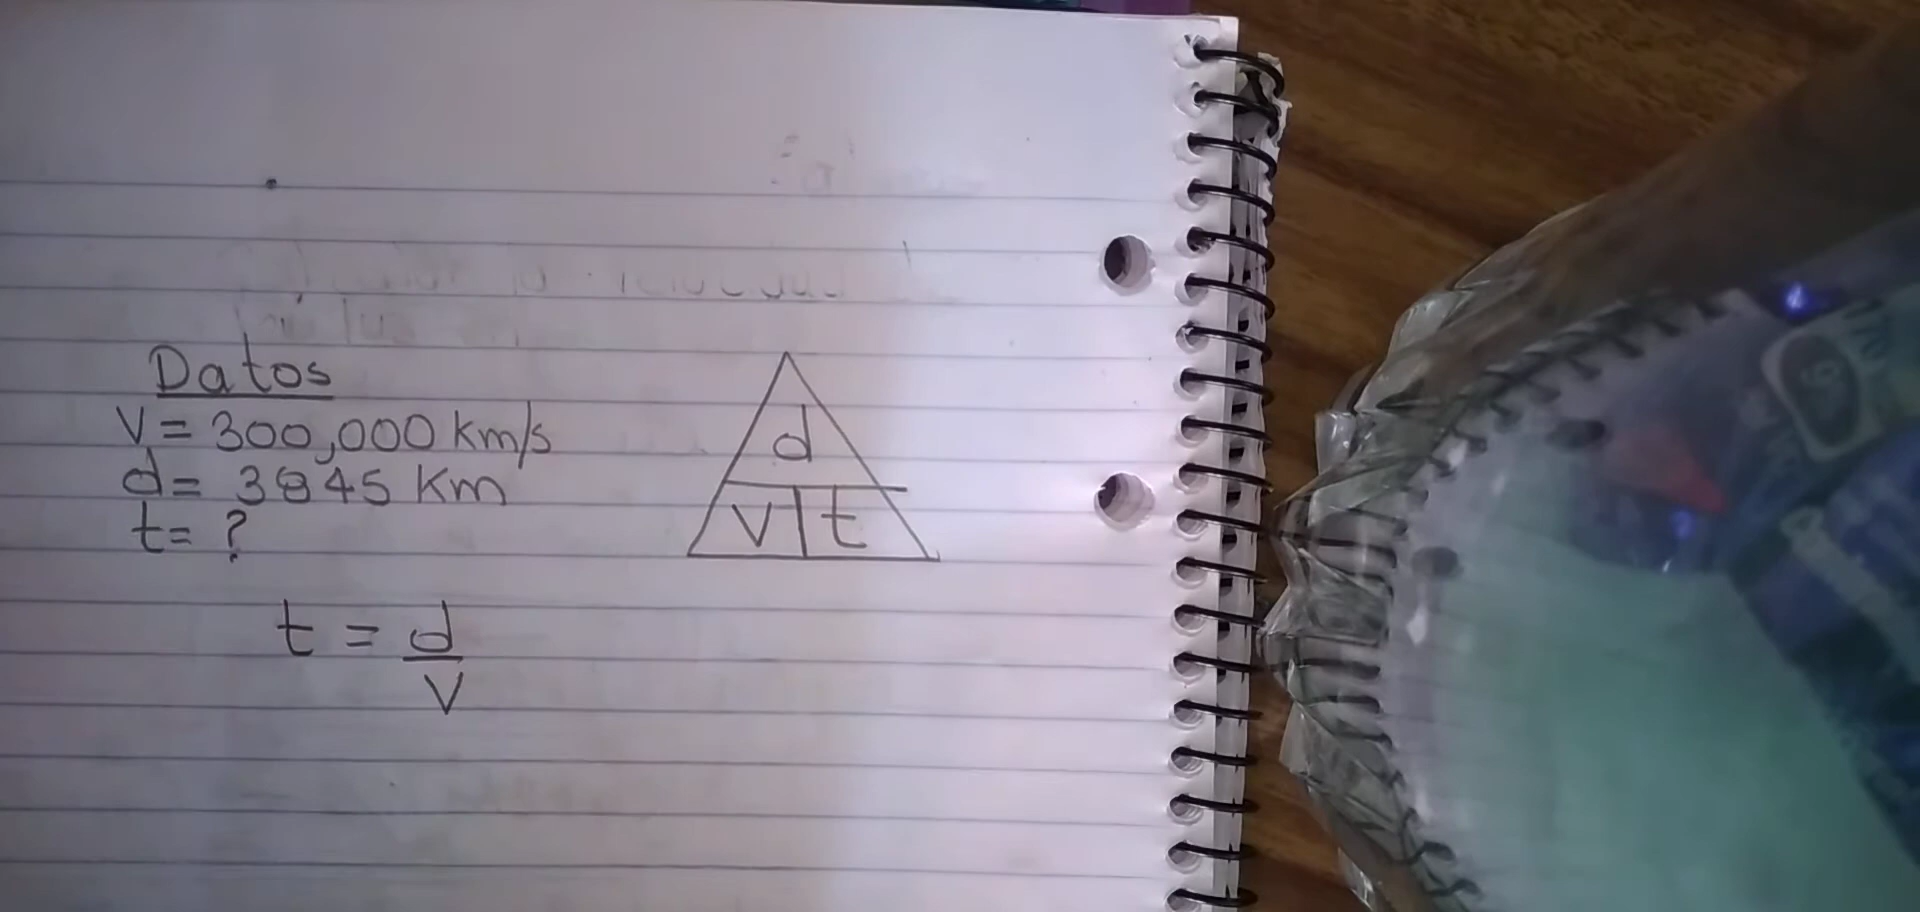 Datos
V = 300,000 km/s
d = 3845 Km
t = ?
d
V t
t = d
V